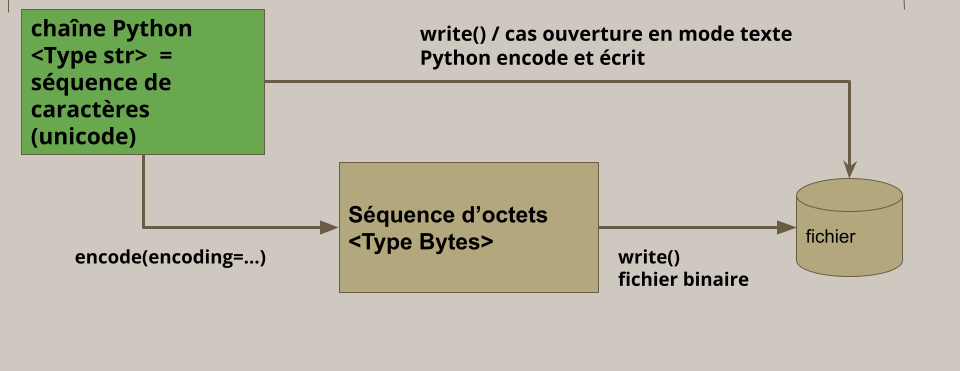 chaîne Python
<Type str>  =
séquence de
caractères
(unicode)
write() / cas ouverture en mode texte
Python encode et écrit
Séquence d’octets
<Type Bytes>
fichier
encode(encoding=...)
write()
fichier binaire